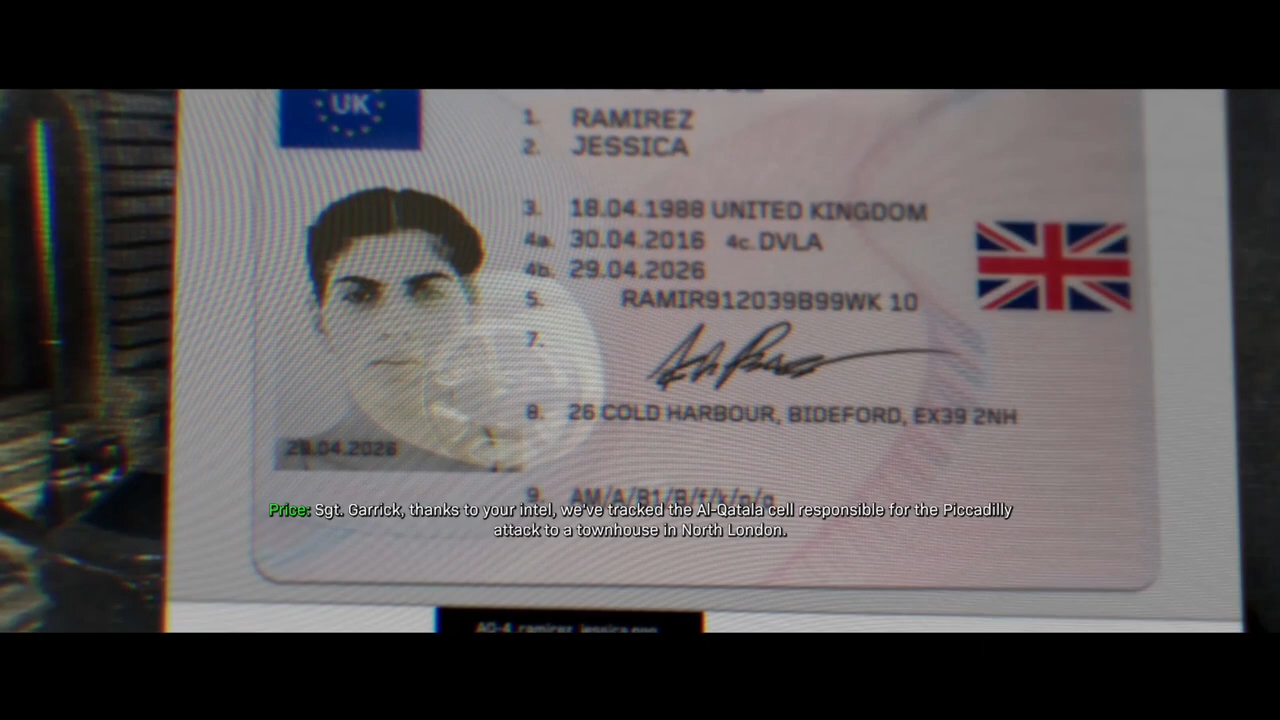 UK
1. RAMIREZ
2. JESSICA
3. 18.04.1988 UNITED KINGDOM
4a. 30.04.2016 4c. DVLA
4b. 29.04.2026
5. RAMIR912039B99WK 10
7.
8. 26 COLD HARBOUR, BIDEFORD, EX39 2NH
29.04.2026
9. AM/A/B1/B/f/k/p/q
Price: Sgt. Garrick, thanks to your intel, we've tracked the Al-Qatala cell responsible for the Piccadilly
attack to a townhouse in North London.